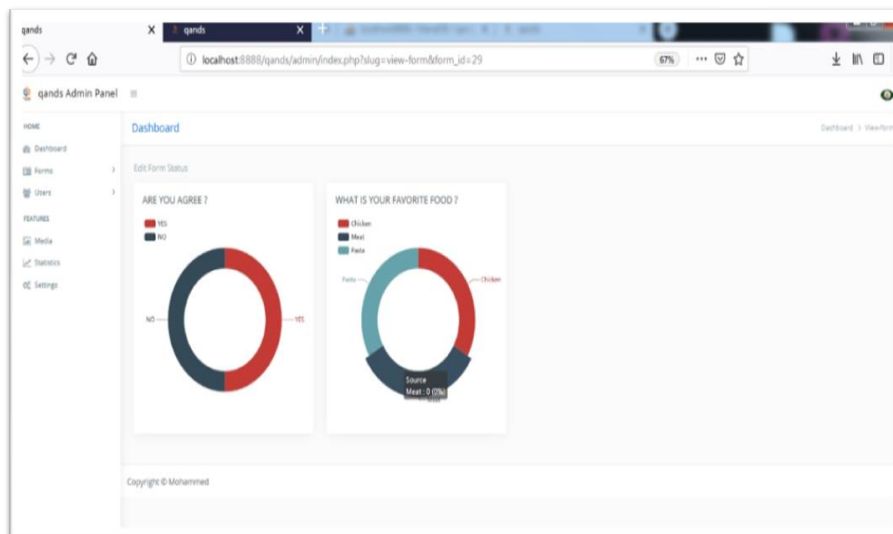 qands
qands
localhost:8888/qands/admin/index.php?slug=view-form&form_id=29
67%
qands Admin Panel
HOME
Dashboard
Forms
Users
FEATURES
Media
Statistics
Settings
Dashboard
Dashboard > View-form
Edit Form Status
ARE YOU AGREE ?
YES
NO
NO
YES
WHAT IS YOUR FAVORITE FOOD ?
Chicken
Meat
Pasta
Pasta
Chicken
Source
Meat : 0 (0%)
Meat
Copyright © Mohammed